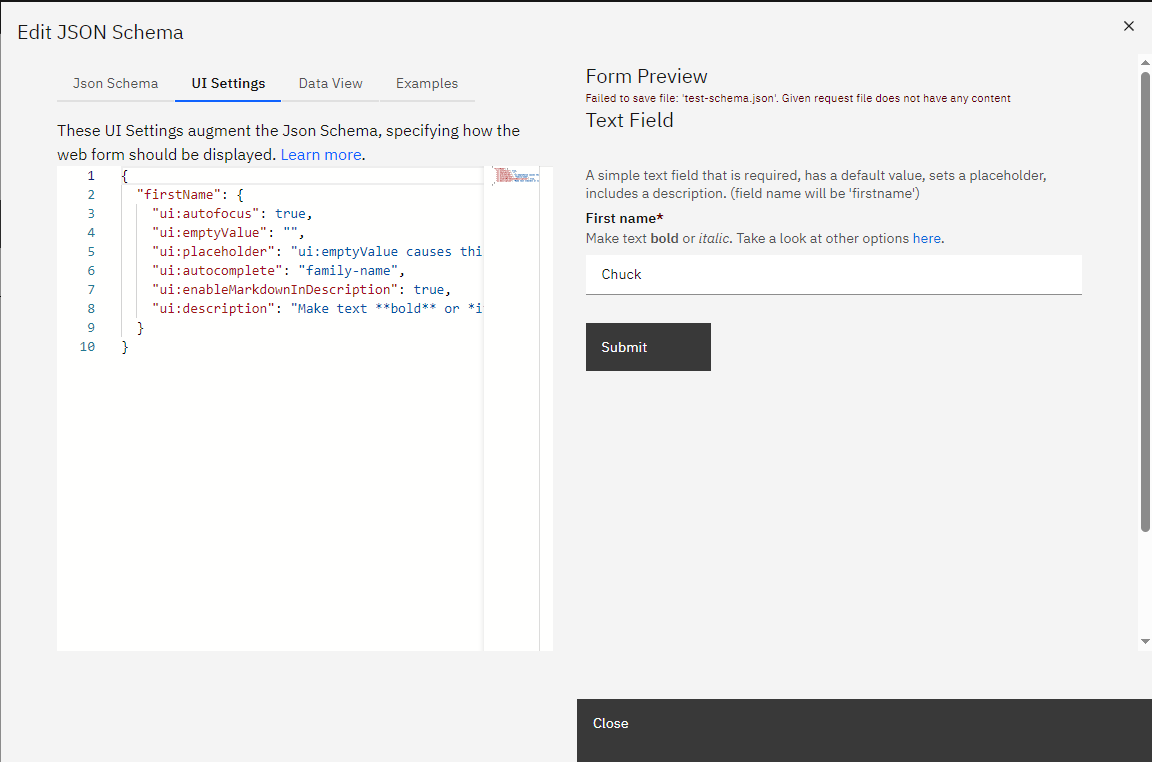 Edit JSON Schema
Json Schema UI Settings Data View Examples
These UI Settings augment the Json Schema, specifying how the
web form should be displayed. Learn more.
1 {
2 "firstName": {
3 "ui:autofocus": true,
4 "ui:emptyValue": "",
5 "ui:placeholder": "ui:emptyValue causes thi
6 "ui:autocomplete": "family-name",
7 "ui:enableMarkdownInDescription": true,
8 "ui:description": "Make text **bold** or *i
9 }
10 }
Form Preview
Failed to save file: 'test-schema.json'. Given request file does not have any content
Text Field
A simple text field that is required, has a default value, sets a placeholder,
includes a description. (field name will be 'firstname')
First name*
Make text bold or italic. Take a look at other options here.
Chuck
Submit
Close